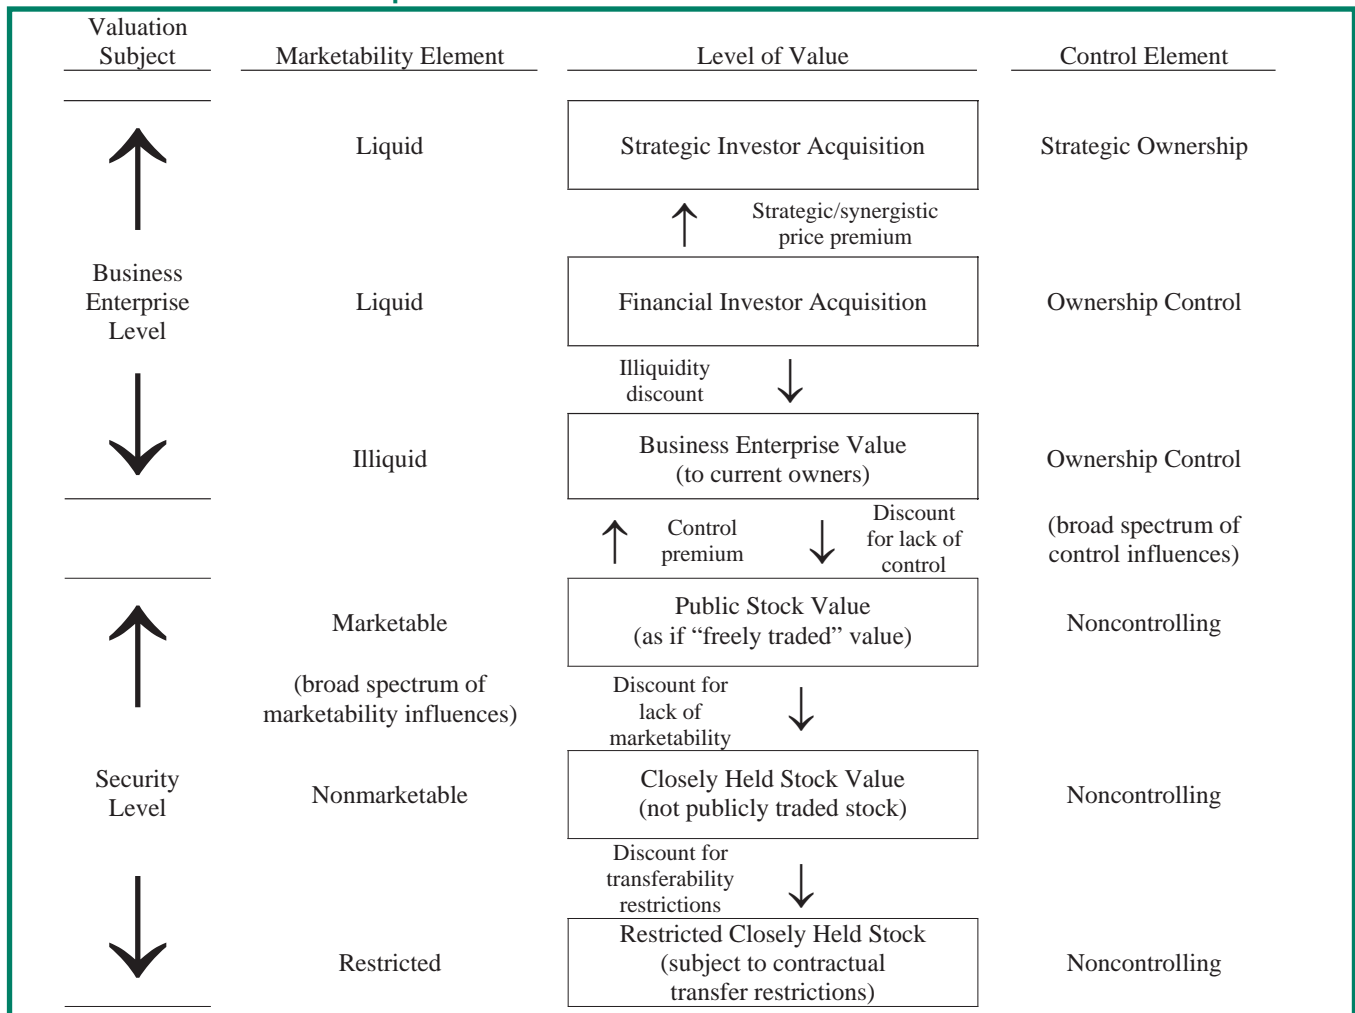 Valuation
Subject
Marketability Element
Level of Value
Control Element
Liquid
Strategic Investor Acquisition
Strategic Ownership
Strategic/synergistic
price premium
Business
Enterprise
Level
Liquid
Financial Investor Acquisition
Ownership Control
Illiquidity
discount
Illiquid
Business Enterprise Value
(to current owners)
Ownership Control
Control
premium
Discount
for lack of
control
(broad spectrum of
control influences)
Marketable
Public Stock Value
(as if “freely traded” value)
Noncontrolling
(broad spectrum of
marketability influences)
Discount for
lack of
marketability
Security
Level
Nonmarketable
Closely Held Stock Value
(not publicly traded stock)
Noncontrolling
Discount for
transferability
restrictions
Restricted
Restricted Closely Held Stock
(subject to contractual
transfer restrictions)
Noncontrolling